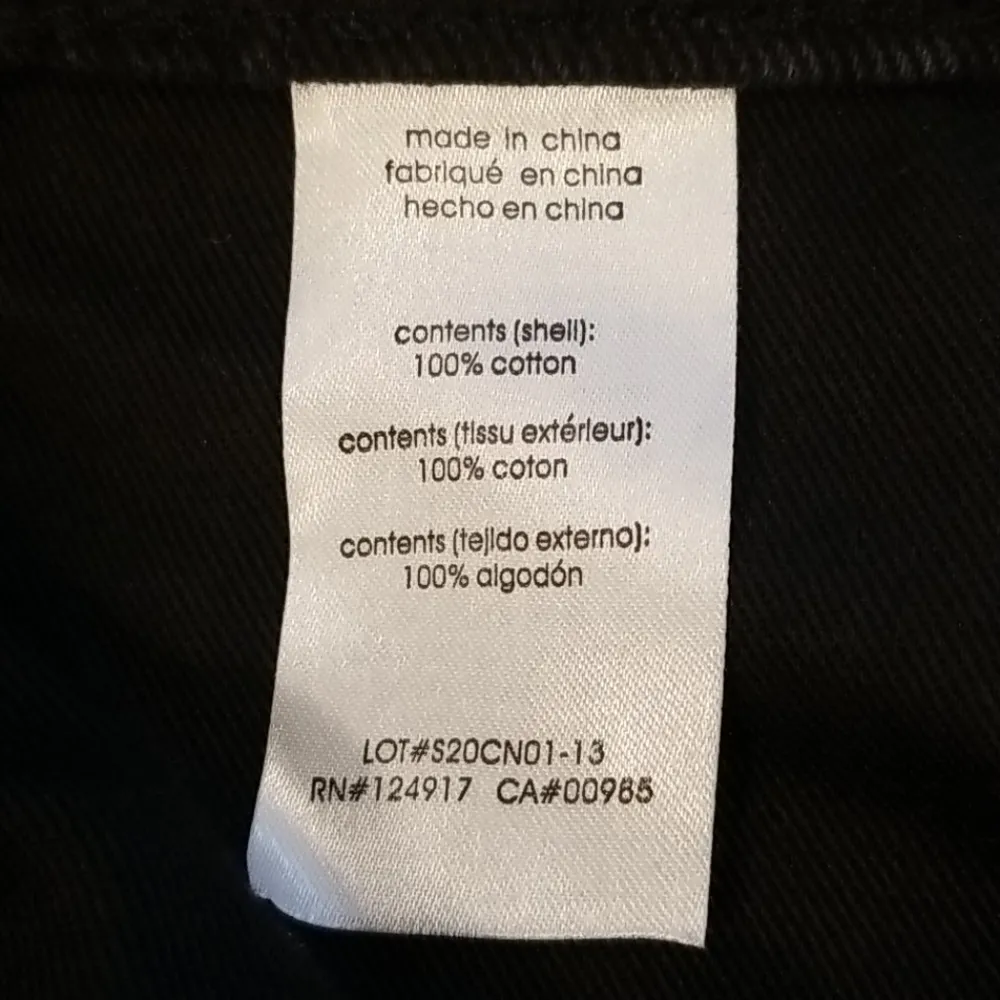 made in china
fabriqué en china
hecho en china
contents (shell):
100% cotton
contents (tissu extérieur):
100% coton
contents (tejido externo):
100% algodón
LOT#S20CN01-13
RN#124917 CA#00985